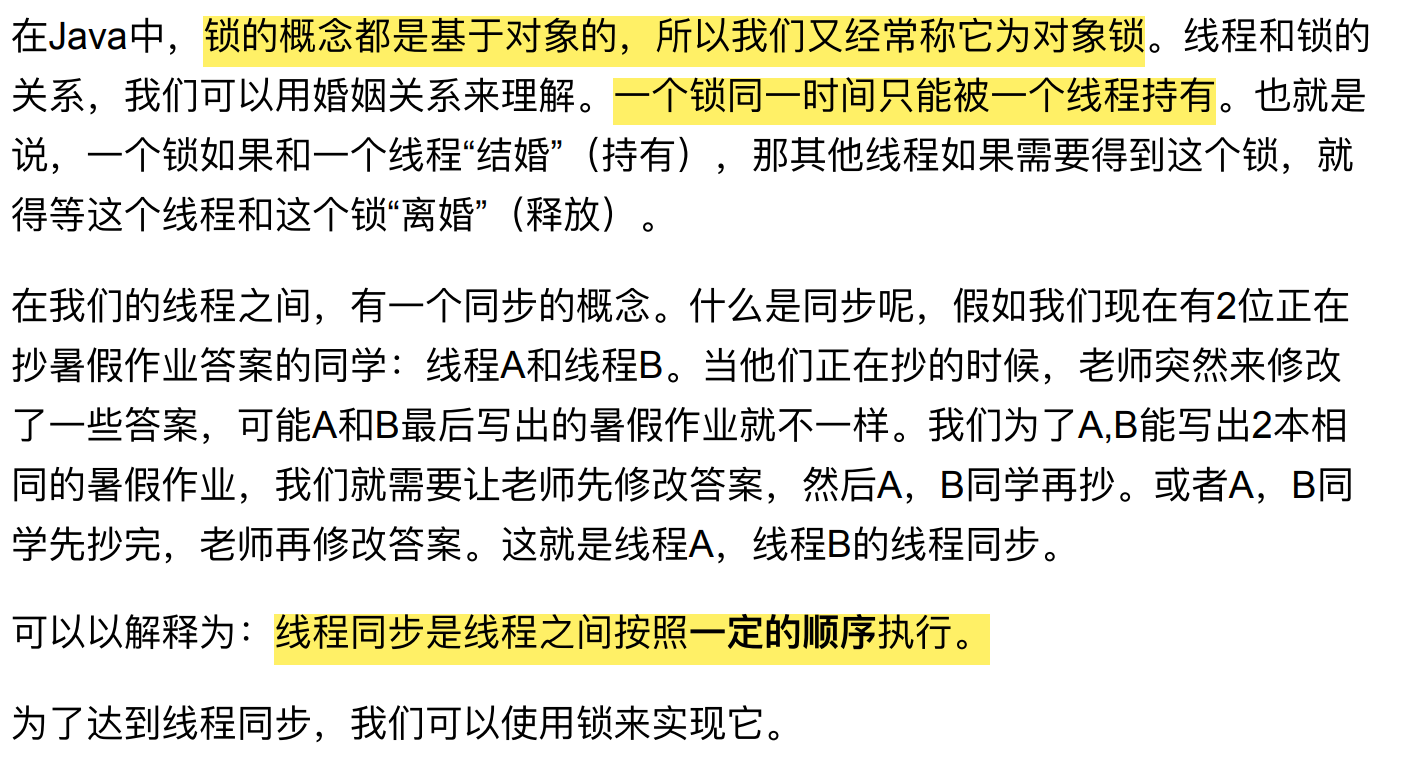 在Java中，锁的概念都是基于对象的，所以我们又经常称它为对象锁。线程和锁的
关系，我们可以用婚姻关系来理解。一个锁同一时间只能被一个线程持有。也就是
说，一个锁如果和一个线程“结婚”（持有），那其他线程如果需要得到这个锁，就
得等这个线程和这个锁“离婚”（释放）。
在我们的线程之间，有一个同步的概念。什么是同步呢，假如我们现在有2位正在
抄暑假作业答案的同学：线程A和线程B。当他们正在抄的时候，老师突然来修改
了一些答案，可能A和B最后写出的暑假作业就不一样。我们为了A,B能写出2本相
同的暑假作业，我们就需要让老师先修改答案，然后A，B同学再抄。或者A，B同
学先抄完，老师再修改答案。这就是线程A，线程B的线程同步。
可以以解释为：线程同步是线程之间按照一定的顺序执行。
为了达到线程同步，我们可以使用锁来实现它。